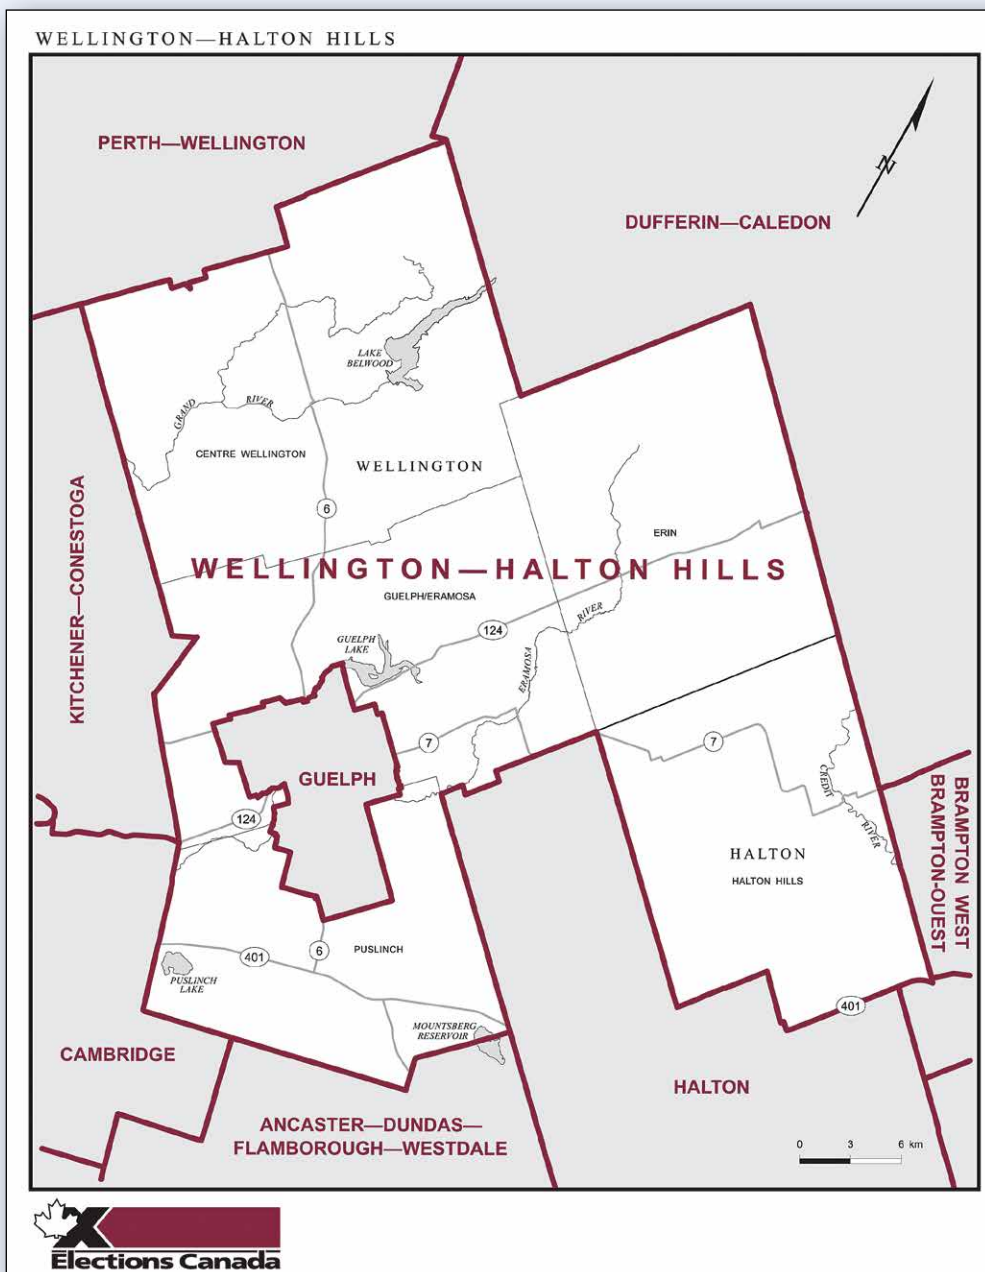 WELLINGTON—HALTON HILLS
PERTH—WELLINGTON
N
DUFFERIN—CALEDON
LAKE
BELWOOD
GRAND
RIVER
CENTRE WELLINGTON
WELLINGTON
6
KITCHENER—CONESTOGA
ERIN
WELLINGTON—HALTON HILLS
GUELPH/ERAMOSA
RIVER
124
GUELPH
LAKE
ERAMOSA
7
7
GUELPH
CREDIT
RIVER
124
BRAMPTON WEST
BRAMPTON-OUEST
HALTON
HALTON HILLS
PUSLINCH
6
401
PUSLINCH
LAKE
401
MOUNTSBERG
RESERVOIR
CAMBRIDGE
HALTON
ANCASTER—DUNDAS—
FLAMBOROUGH—WESTDALE
0 3 6 km
Elections Canada